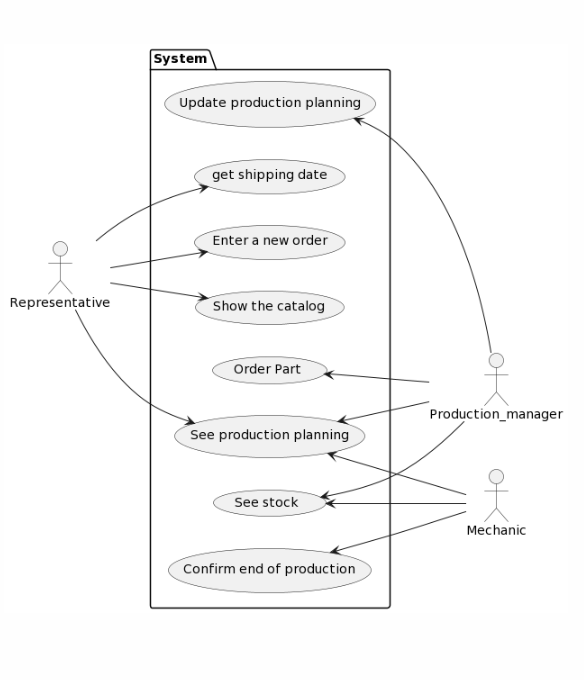 System
Update production planning
get shipping date
Enter a new order
Representative
Show the catalog
Order Part
Production_manager
See production planning
See stock
Mechanic
Confirm end of production